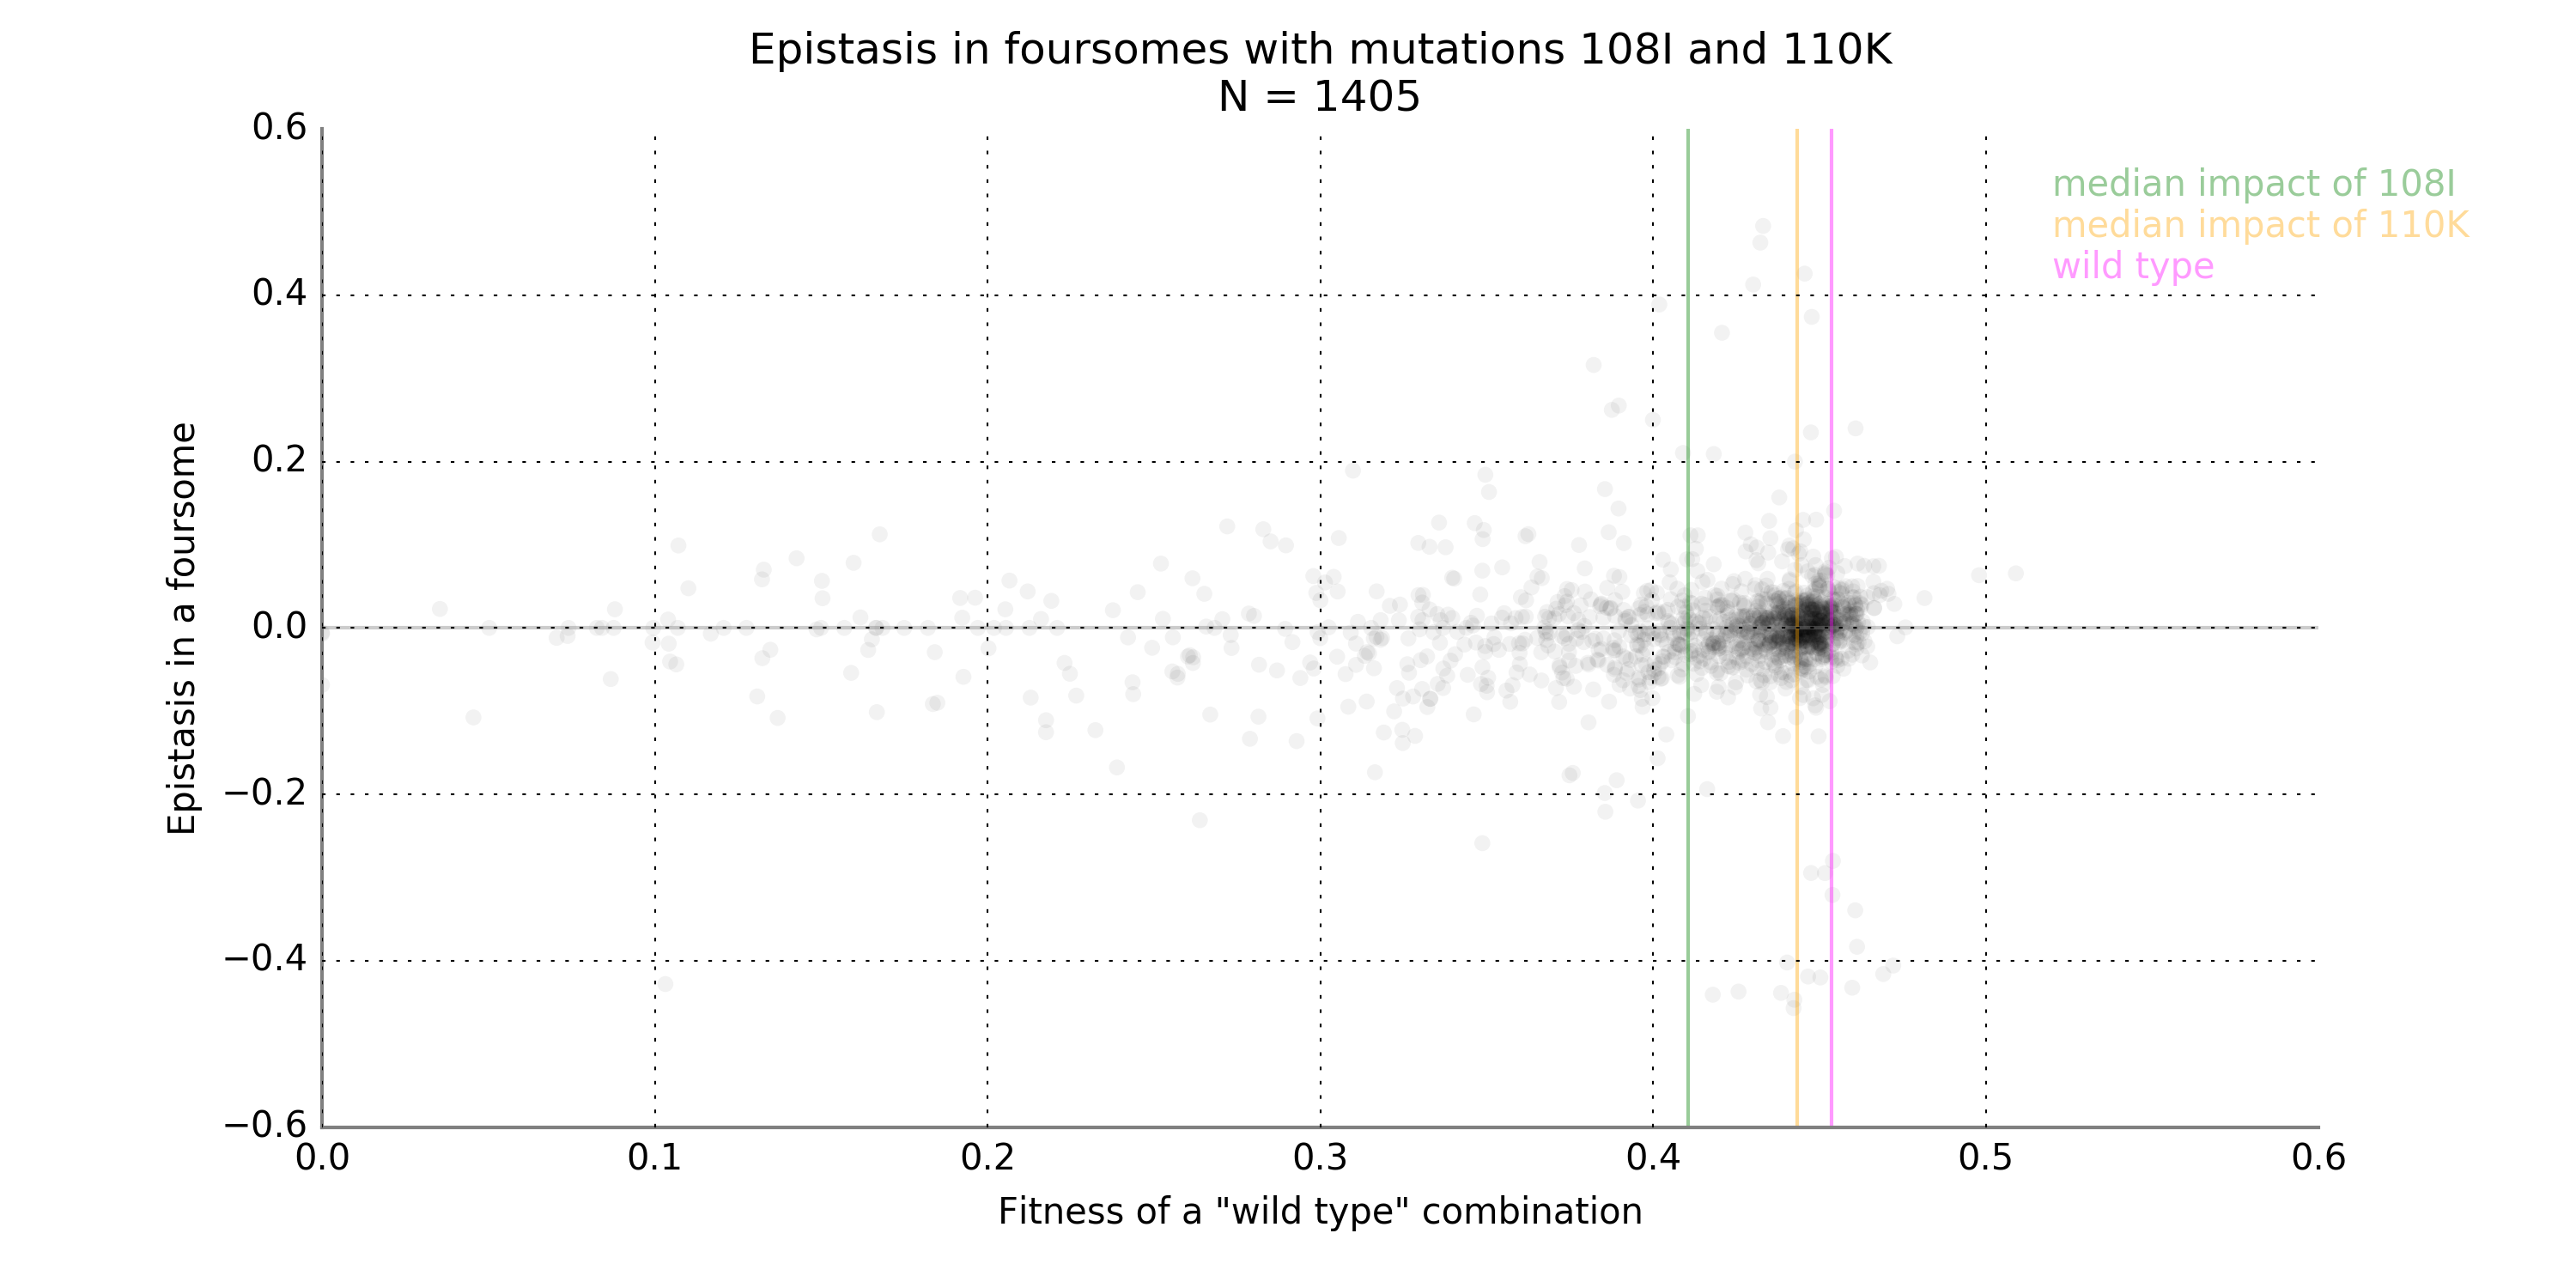 Epistasis in foursomes with mutations 108I and 110K
N = 1405
median impact of 108I
median impact of 110K
wild type
Epistasis in a foursome
0.6
0.4
0.2
0.0
−0.2
−0.4
−0.6
0.0 0.1 0.2 0.3 0.4 0.5 0.6
Fitness of a "wild type" combination